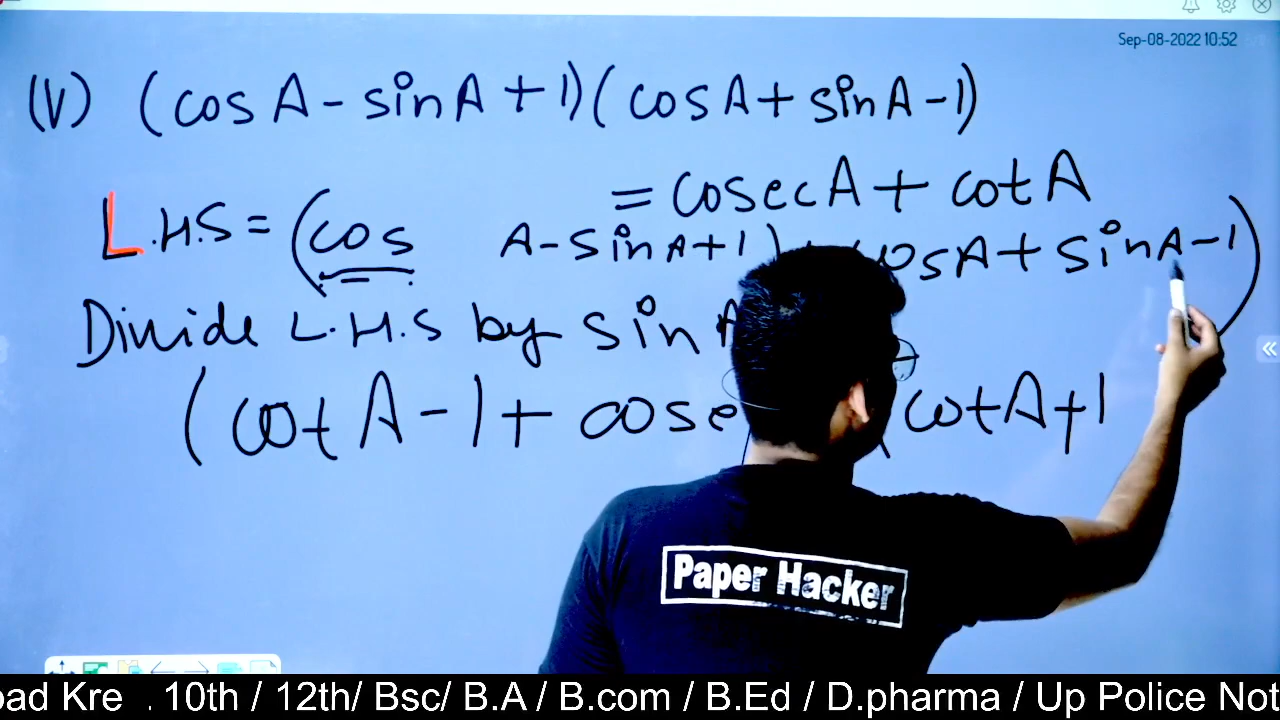 Sep-08-2022 10:52
(V) (cos A - sin A + 1) (cos A + sin A - 1)
= cosec A + cot A
L.H.S = (cos A - sin A + 1) cos A + sin A - 1)
Divide L.H.S by sin A
(cot A - 1 + cose (cot A + 1
Paper Hacker
Kre . 10th / 12th/ Bsc/ B.A / B.com / B.Ed / D.pharma / Up Police